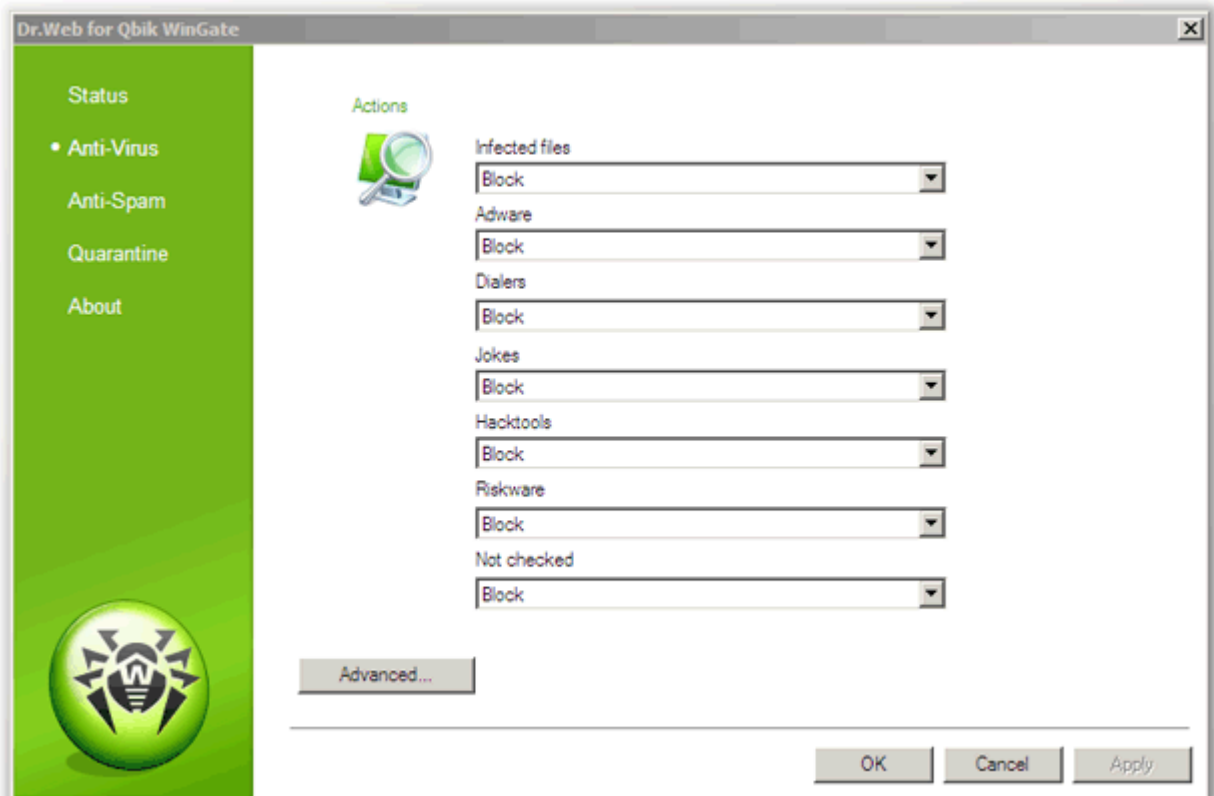 Dr.Web for Qbik WinGate
Status
Anti-Virus
Anti-Spam
Quarantine
About
Actions
Infected files
Block
Adware
Block
Dialers
Block
Jokes
Block
Hacktools
Block
Riskware
Block
Not checked
Block
Advanced...
W
OK
Cancel
Apply